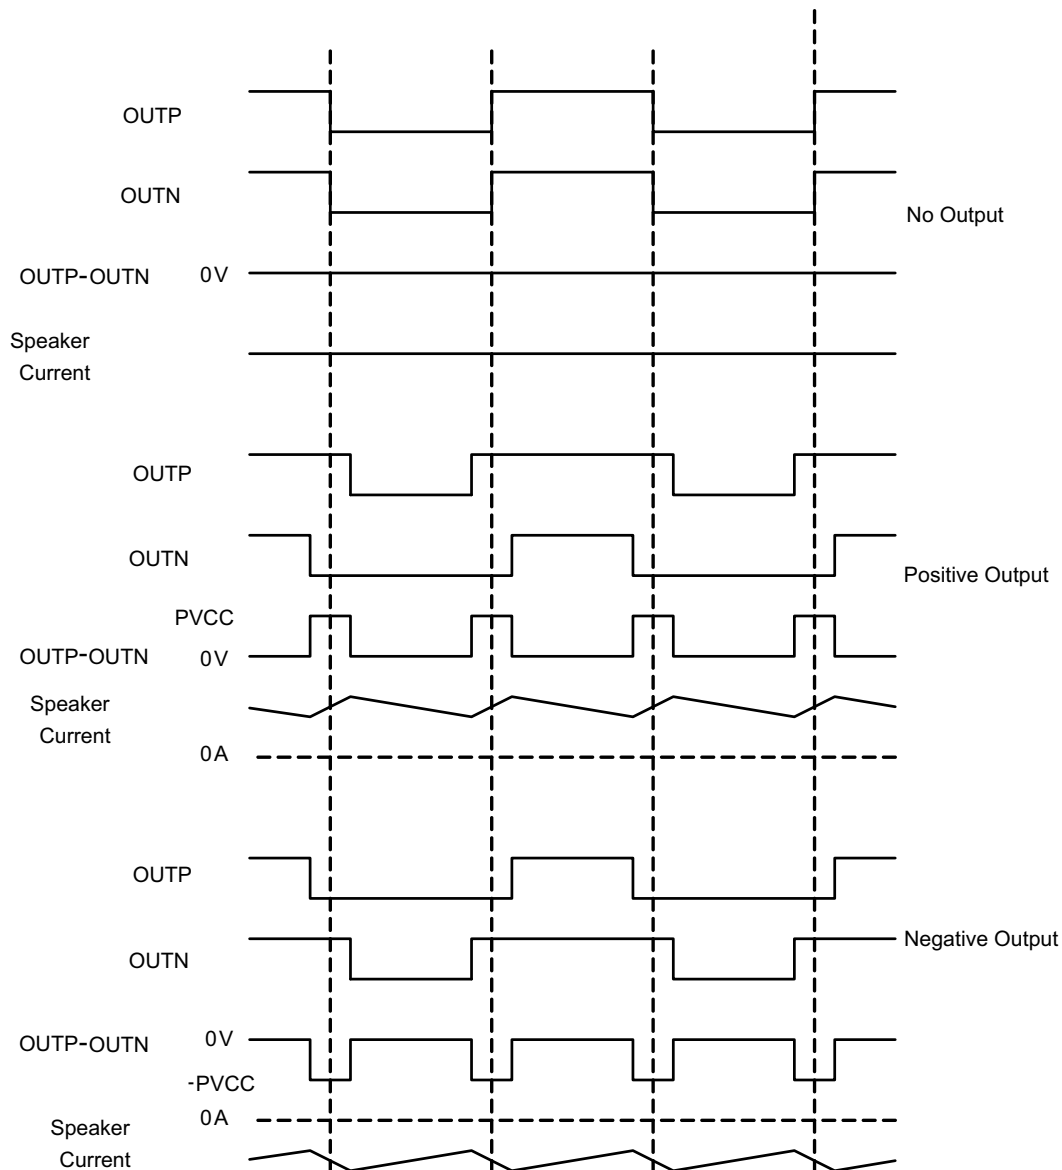 OUTP
OUTN
No Output
OUTP-OUTN 0V
Speaker
Current
OUTP
OUTN
Positive Output
PVCC
OUTP-OUTN 0V
Speaker
Current
0A
OUTP
Negative Output
OUTN
0V
OUTP-OUTN
-PVCC
0A
Speaker
Current